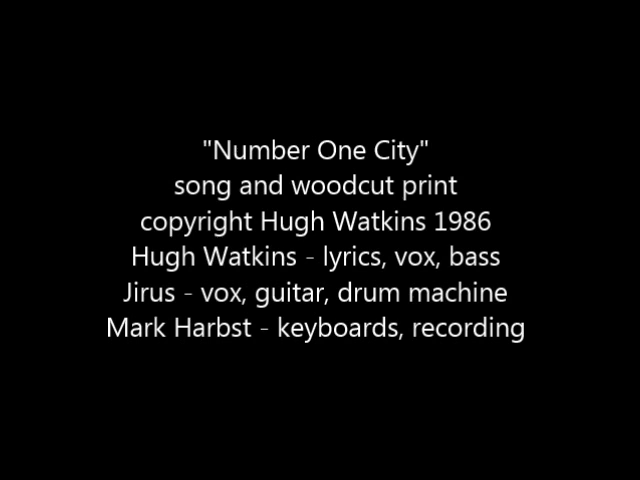 "Number One City"
song and woodcut print
copyright Hugh Watkins 1986
Hugh Watkins - lyrics, vox, bass
Jirus - vox, guitar, drum machine
Mark Harbst - keyboards, recording